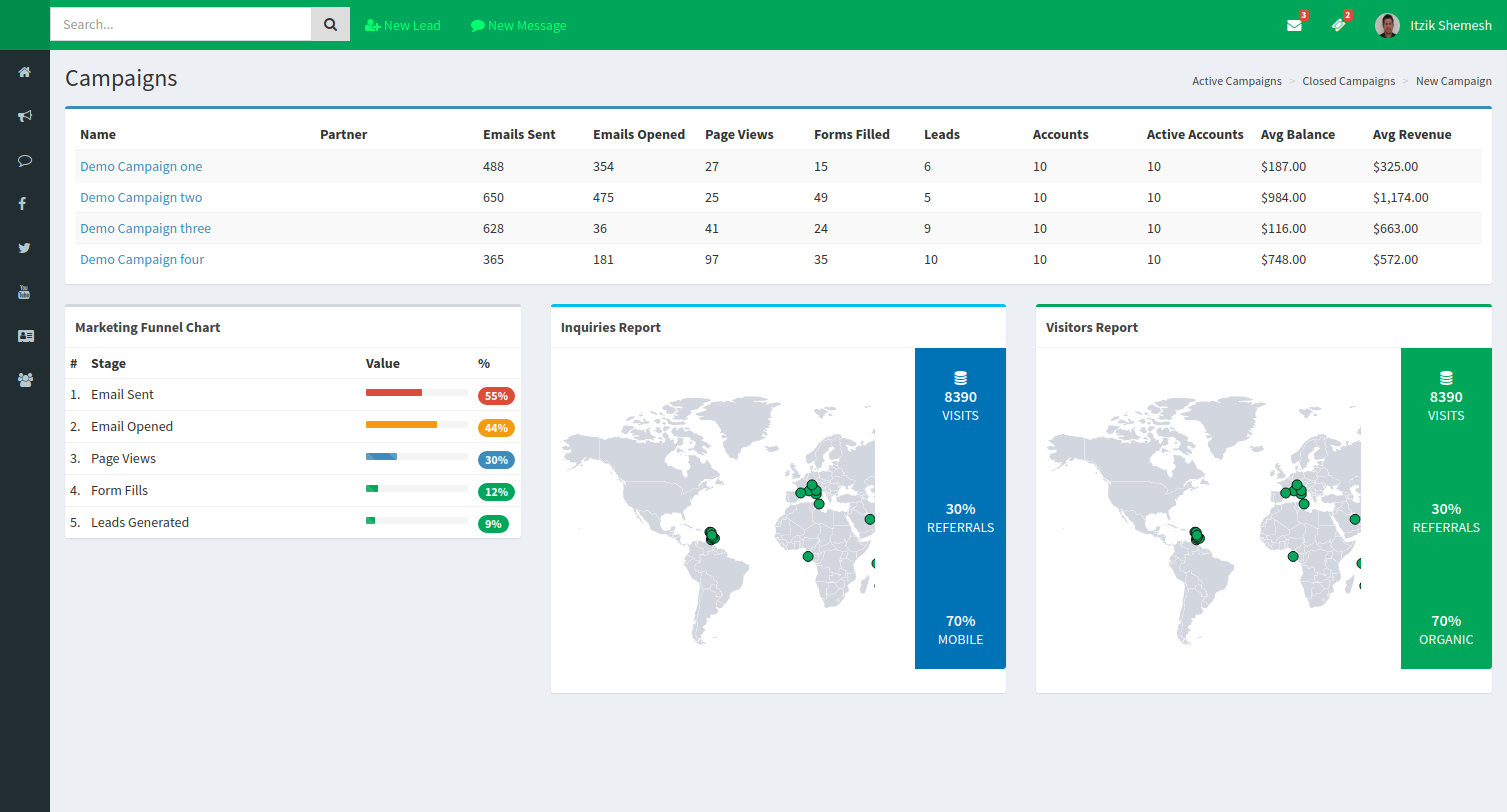 Search... New Lead New Message 3 2 Itzik Shemesh
Campaigns Active Campaigns > Closed Campaigns > New Campaign
Name Partner Emails Sent Emails Opened Page Views Forms Filled Leads Accounts Active Accounts Avg Balance Avg Revenue
Demo Campaign one 488 354 27 15 6 10 10 $187.00 $325.00
Demo Campaign two 650 475 25 49 5 10 10 $984.00 $1,174.00
Demo Campaign three 628 36 41 24 9 10 10 $116.00 $663.00
Demo Campaign four 365 181 97 35 10 10 10 $748.00 $572.00
Marketing Funnel Chart
# Stage Value %
1. Email Sent 55%
2. Email Opened 44%
3. Page Views 30%
4. Form Fills 12%
5. Leads Generated 9%
Inquiries Report
8390
VISITS
30%
REFERRALS
70%
MOBILE
Visitors Report
8390
VISITS
30%
REFERRALS
70%
ORGANIC